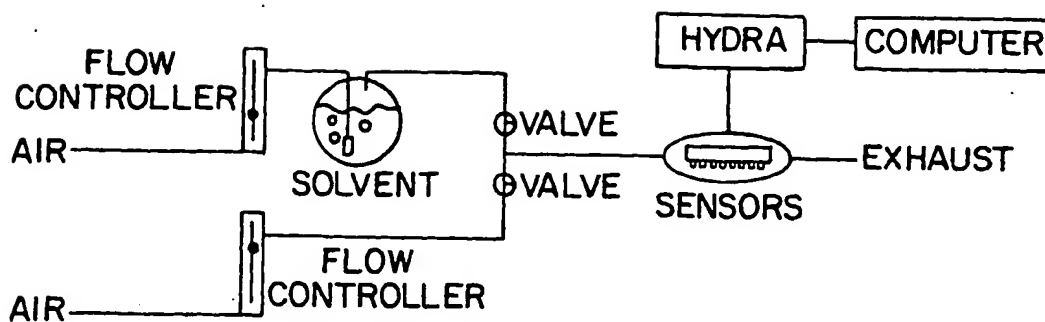 FLOW
CONTROLLER
AIR
SOLVENT
VALVE
VALVE
HYDRA
COMPUTER
SENSORS
EXHAUST
FLOW
CONTROLLER
AIR